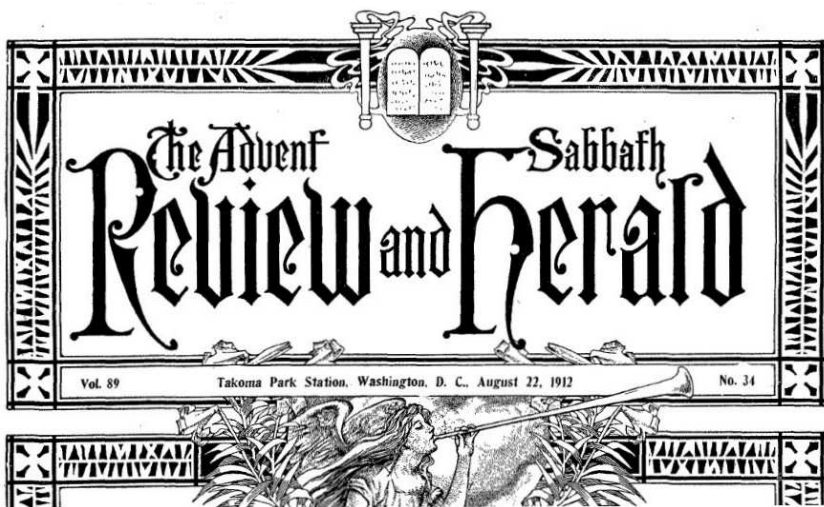 The Advent Sabbath
Review and Herald
Vol. 89 Takoma Park Station, Washington, D. C., August 22, 1912 No. 34